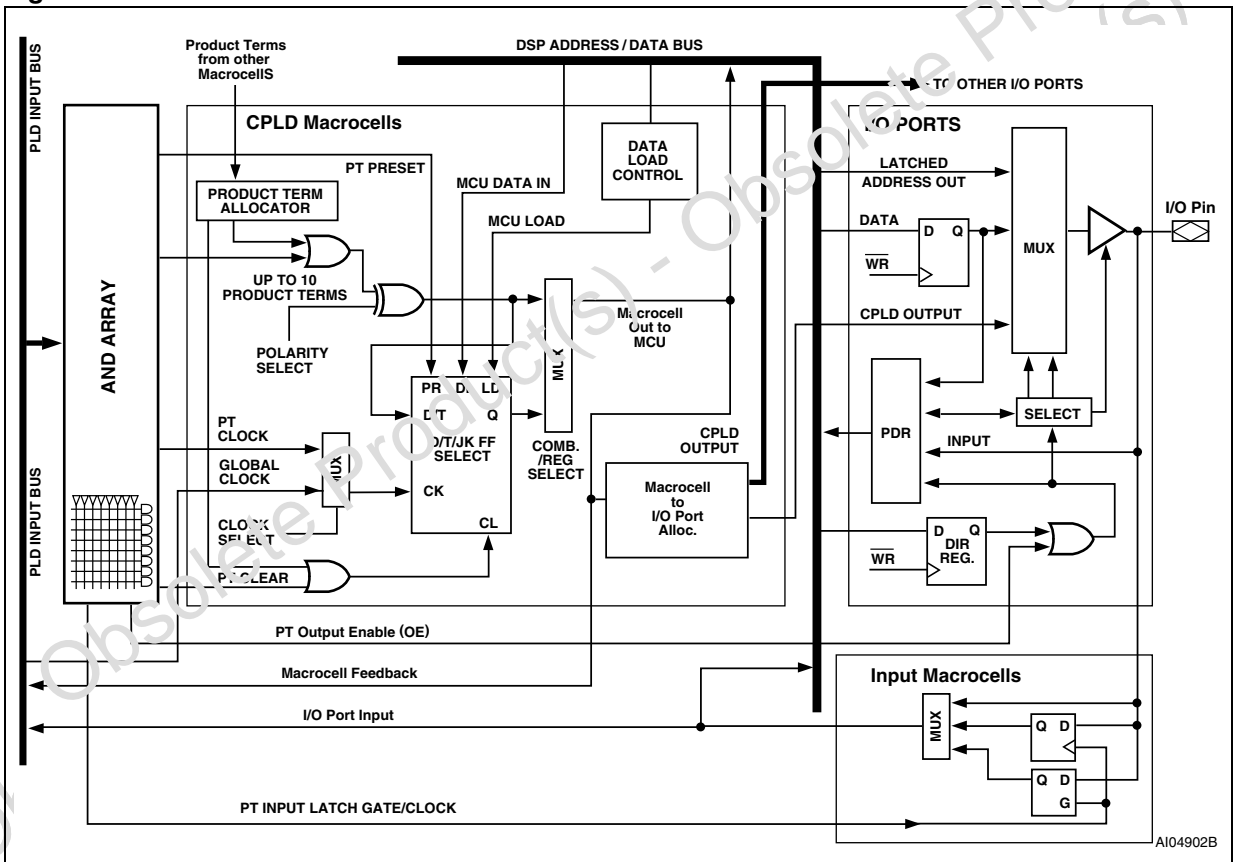 PLD INPUT BUS
Product Terms
from other
MacrocellS
DSP ADDRESS / DATA BUS
TO OTHER I/O PORTS
CPLD Macrocells
I/O PORTS
AND ARRAY
PT PRESET
PRODUCT TERM
ALLOCATOR
MCU DATA IN
MCU LOAD
DATA
LOAD
CONTROL
UP TO 10
PRODUCT TERMS
POLARITY
SELECT
PR DI LD
D/T Q
D/T/JK FF
SELECT
CK
CL
MUX
COMB.
/REG
SELECT
Macrocell
Out to
MCU
PT
CLOCK
GLOBAL
CLOCK
MUX
CLOCK
SELECT
PT CLEAR
CPLD
OUTPUT
Macrocell
to
I/O Port
Alloc.
LATCHED
ADDRESS OUT
DATA
D Q
WR
MUX
I/O Pin
CPLD OUTPUT
PDR
SELECT
INPUT
D Q
DIR
REG.
WR
PLD INPUT BUS
PT Output Enable (OE)
Macrocell Feedback
I/O Port Input
Input Macrocells
MUX
Q D
Q D
G
PT INPUT LATCH GATE/CLOCK
AI04902B
Obsolete Product(s) - Obsolete Pro
(s)